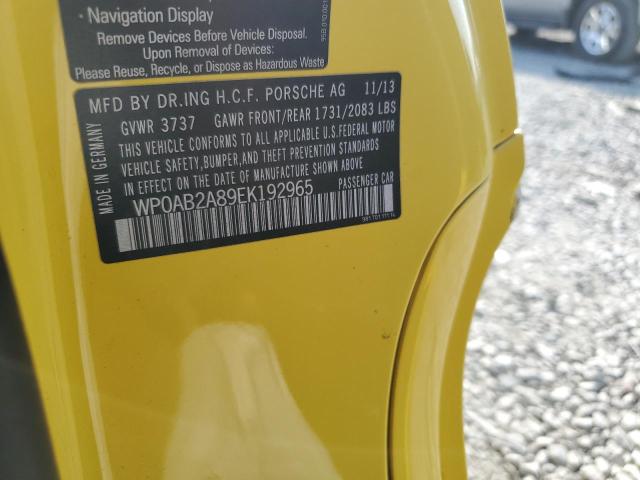 • Navigation Display
Remove Devices Before Vehicle Disposal.
Upon Removal of Devices:
Please Reuse, Recycle, or Dispose as Hazardous Waste
95B.010.001
MFD BY DR.ING H.C.F. PORSCHE AG 11/13
GVWR 3737 GAWR FRONT/REAR 1731/2083 LBS
THIS VEHICLE CONFORMS TO ALL APPLICABLE U.S.FEDERAL MOTOR
VEHICLE SAFETY, BUMPER, AND THEFT PREVENTION STANDARDS
IN EFFECT ON THE DATE OF MANUFACTURE SHOWN ABOVE.
WP0AB2A89EK192965 PASSENGER CAR
MADE IN GERMANY